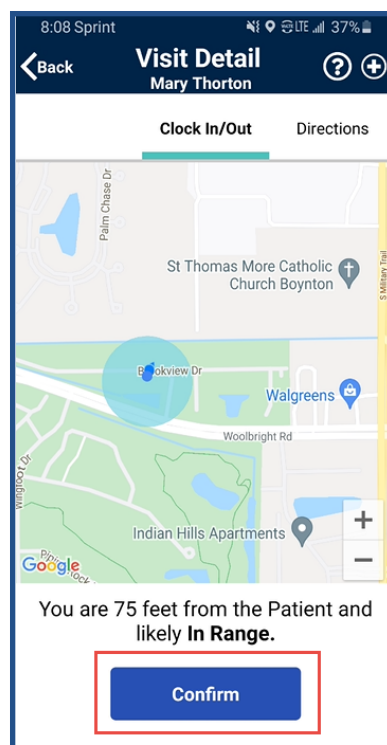 8:08 Sprint LTE 37%
Back
Visit Detail
Mary Thorton
Clock In/Out
Directions
Palm Chase Dr
St Thomas More Catholic
Church Boynton
S Military Trail
Brookview Dr
Walgreens
Woolbright Rd
Wingfoot Dr
Indian Hills Apartments
Google
+
−
You are 75 feet from the Patient and
likely In Range.
Confirm